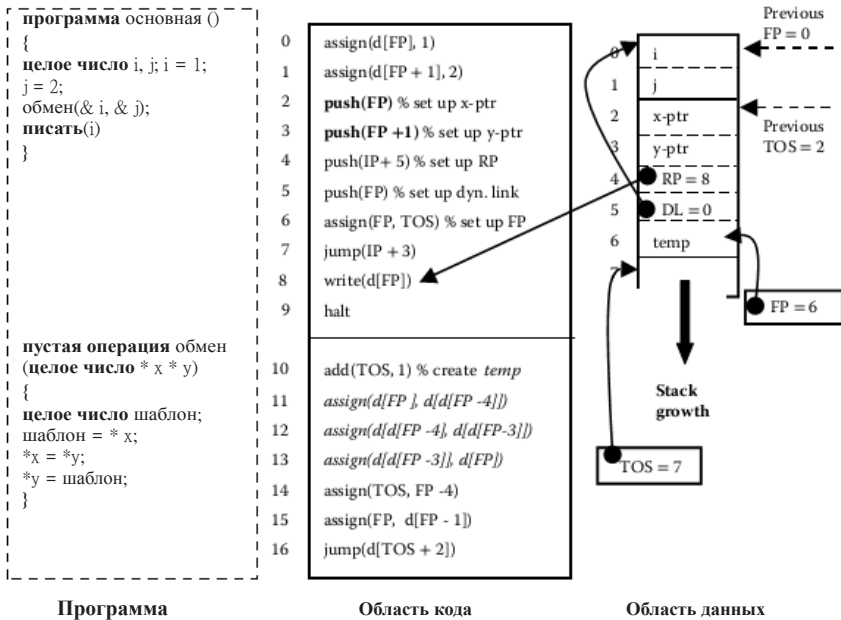 программа основная ()
{
целое число i, j; i = 1;
j = 2;
обмен(& i, & j);
писать(i)
}
пустая операция обмен
(целое число * x * y)
{
целое число шаблон;
шаблон = * x;
*x = *y;
*y = шаблон;
}
Программа
0 assign(d[FP], 1)
1 assign(d[FP + 1], 2)
2 push(FP) % set up x-ptr
3 push(FP +1) % set up y-ptr
4 push(IP+ 5) % set up RP
5 push(FP) % set up dyn. link
6 assign(FP, TOS) % set up FP
7 jump(IP + 3)
8 write(d[FP])
9 halt
10 add(TOS, 1) % create temp
11 assign(d[FP ], d[d[FP -4]])
12 assign(d[d[FP -4], d[d[FP-3]])
13 assign(d[d[FP -3]], d[FP])
14 assign(TOS, FP -4)
15 assign(FP, d[FP - 1])
16 jump(d[TOS + 2])
Область кода
0 i
1 j
2 x-ptr
3 y-ptr
4 RP = 8
5 DL = 0
6 temp
7
Previous
FP = 0
Previous
TOS = 2
FP = 6
Stack
growth
TOS = 7
Область данных